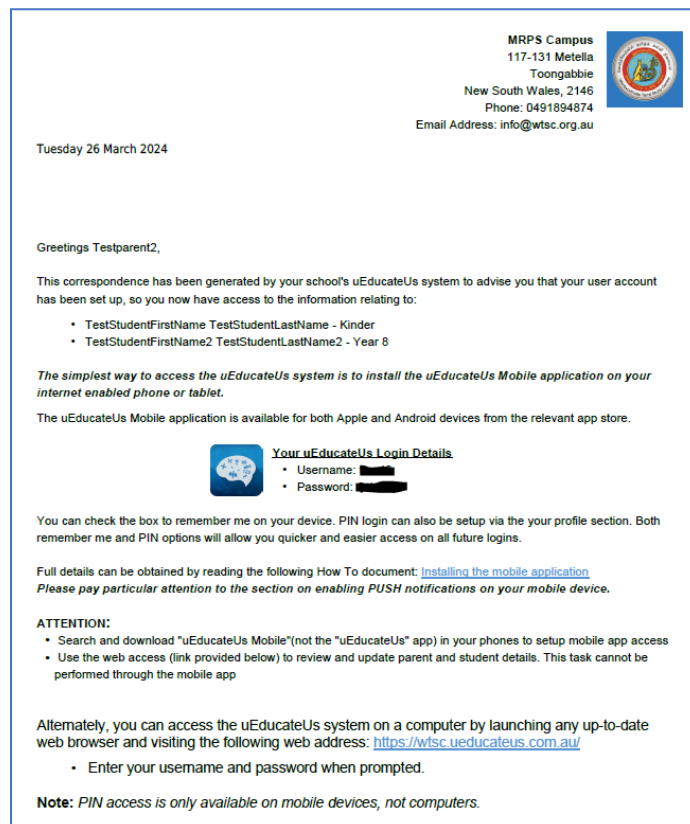 MRPS Campus
117-131 Metella
Toongabbie
New South Wales, 2146
Phone: 0491894874
Email Address: info@wtsc.org.au
Tuesday 26 March 2024
Greetings Testparent2,
This correspondence has been generated by your school's uEducateUs system to advise you that your user account
has been set up, so you now have access to the information relating to:
• TestStudentFirstName TestStudentLastName - Kinder
• TestStudentFirstName2 TestStudentLastName2 - Year 8
The simplest way to access the uEducateUs system is to install the uEducateUs Mobile application on your
internet enabled phone or tablet.
The uEducateUs Mobile application is available for both Apple and Android devices from the relevant app store.
Your uEducateUs Login Details
• Username:
• Password:
You can check the box to remember me on your device. PIN login can also be setup via the your profile section. Both
remember me and PIN options will allow you quicker and easier access on all future logins.
Full details can be obtained by reading the following How To document: Installing the mobile application
Please pay particular attention to the section on enabling PUSH notifications on your mobile device.
ATTENTION:
• Search and download "uEducateUs Mobile"(not the "uEducateUs" app) in your phones to setup mobile app access
• Use the web access (link provided below) to review and update parent and student details. This task cannot be
performed through the mobile app
Alternately, you can access the uEducateUs system on a computer by launching any up-to-date
web browser and visiting the following web address: https://wtsc.ueducateus.com.au/
• Enter your username and password when prompted.
Note: PIN access is only available on mobile devices, not computers.